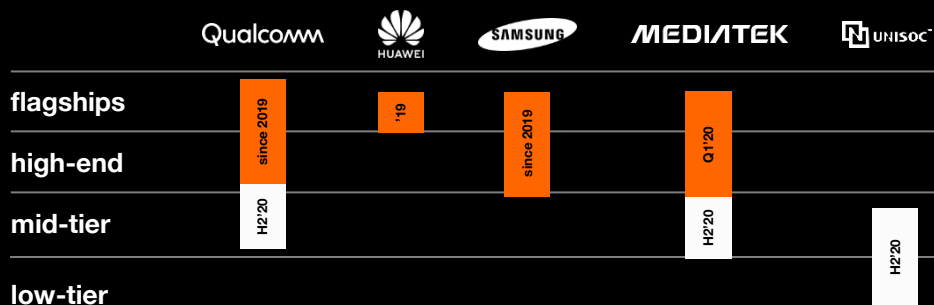 Qualcomm HUAWEI SAMSUNG MEDIATEK UNISOC
flagships
since 2019 '19 since 2019 Q1'20
high-end
mid-tier
H2'20 H2'20 H2'20
low-tier